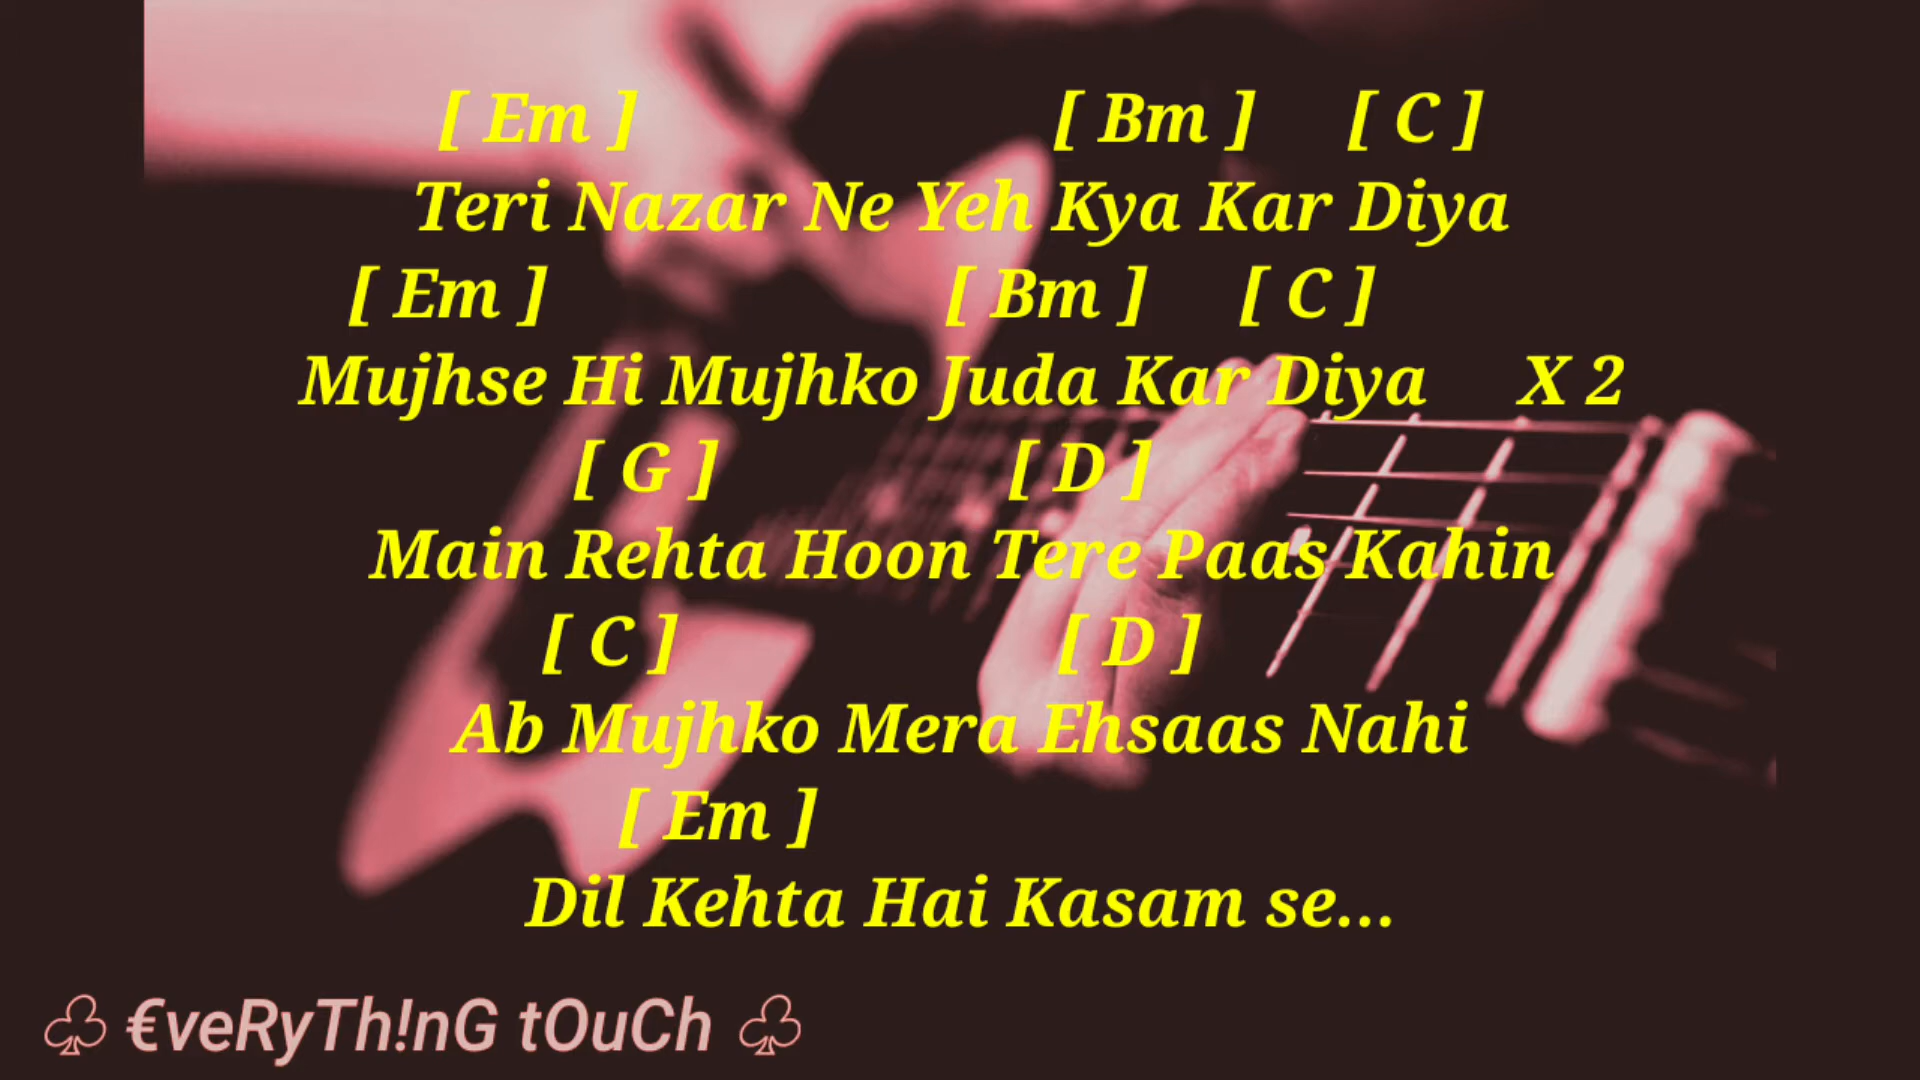 [ Em ] [ Bm ] [ C ]
Teri Nazar Ne Yeh Kya Kar Diya
[ Em ] [ Bm ] [ C ]
Mujhse Hi Mujhko Juda Kar Diya X 2
[ G ] [ D ]
Main Rehta Hoon Tere Paas Kahin
[ C ] [ D ]
Ab Mujhko Mera Ehsaas Nahi
[ Em ]
Dil Kehta Hai Kasam se...
♧ €veRyTh!nG tOuCh ♧